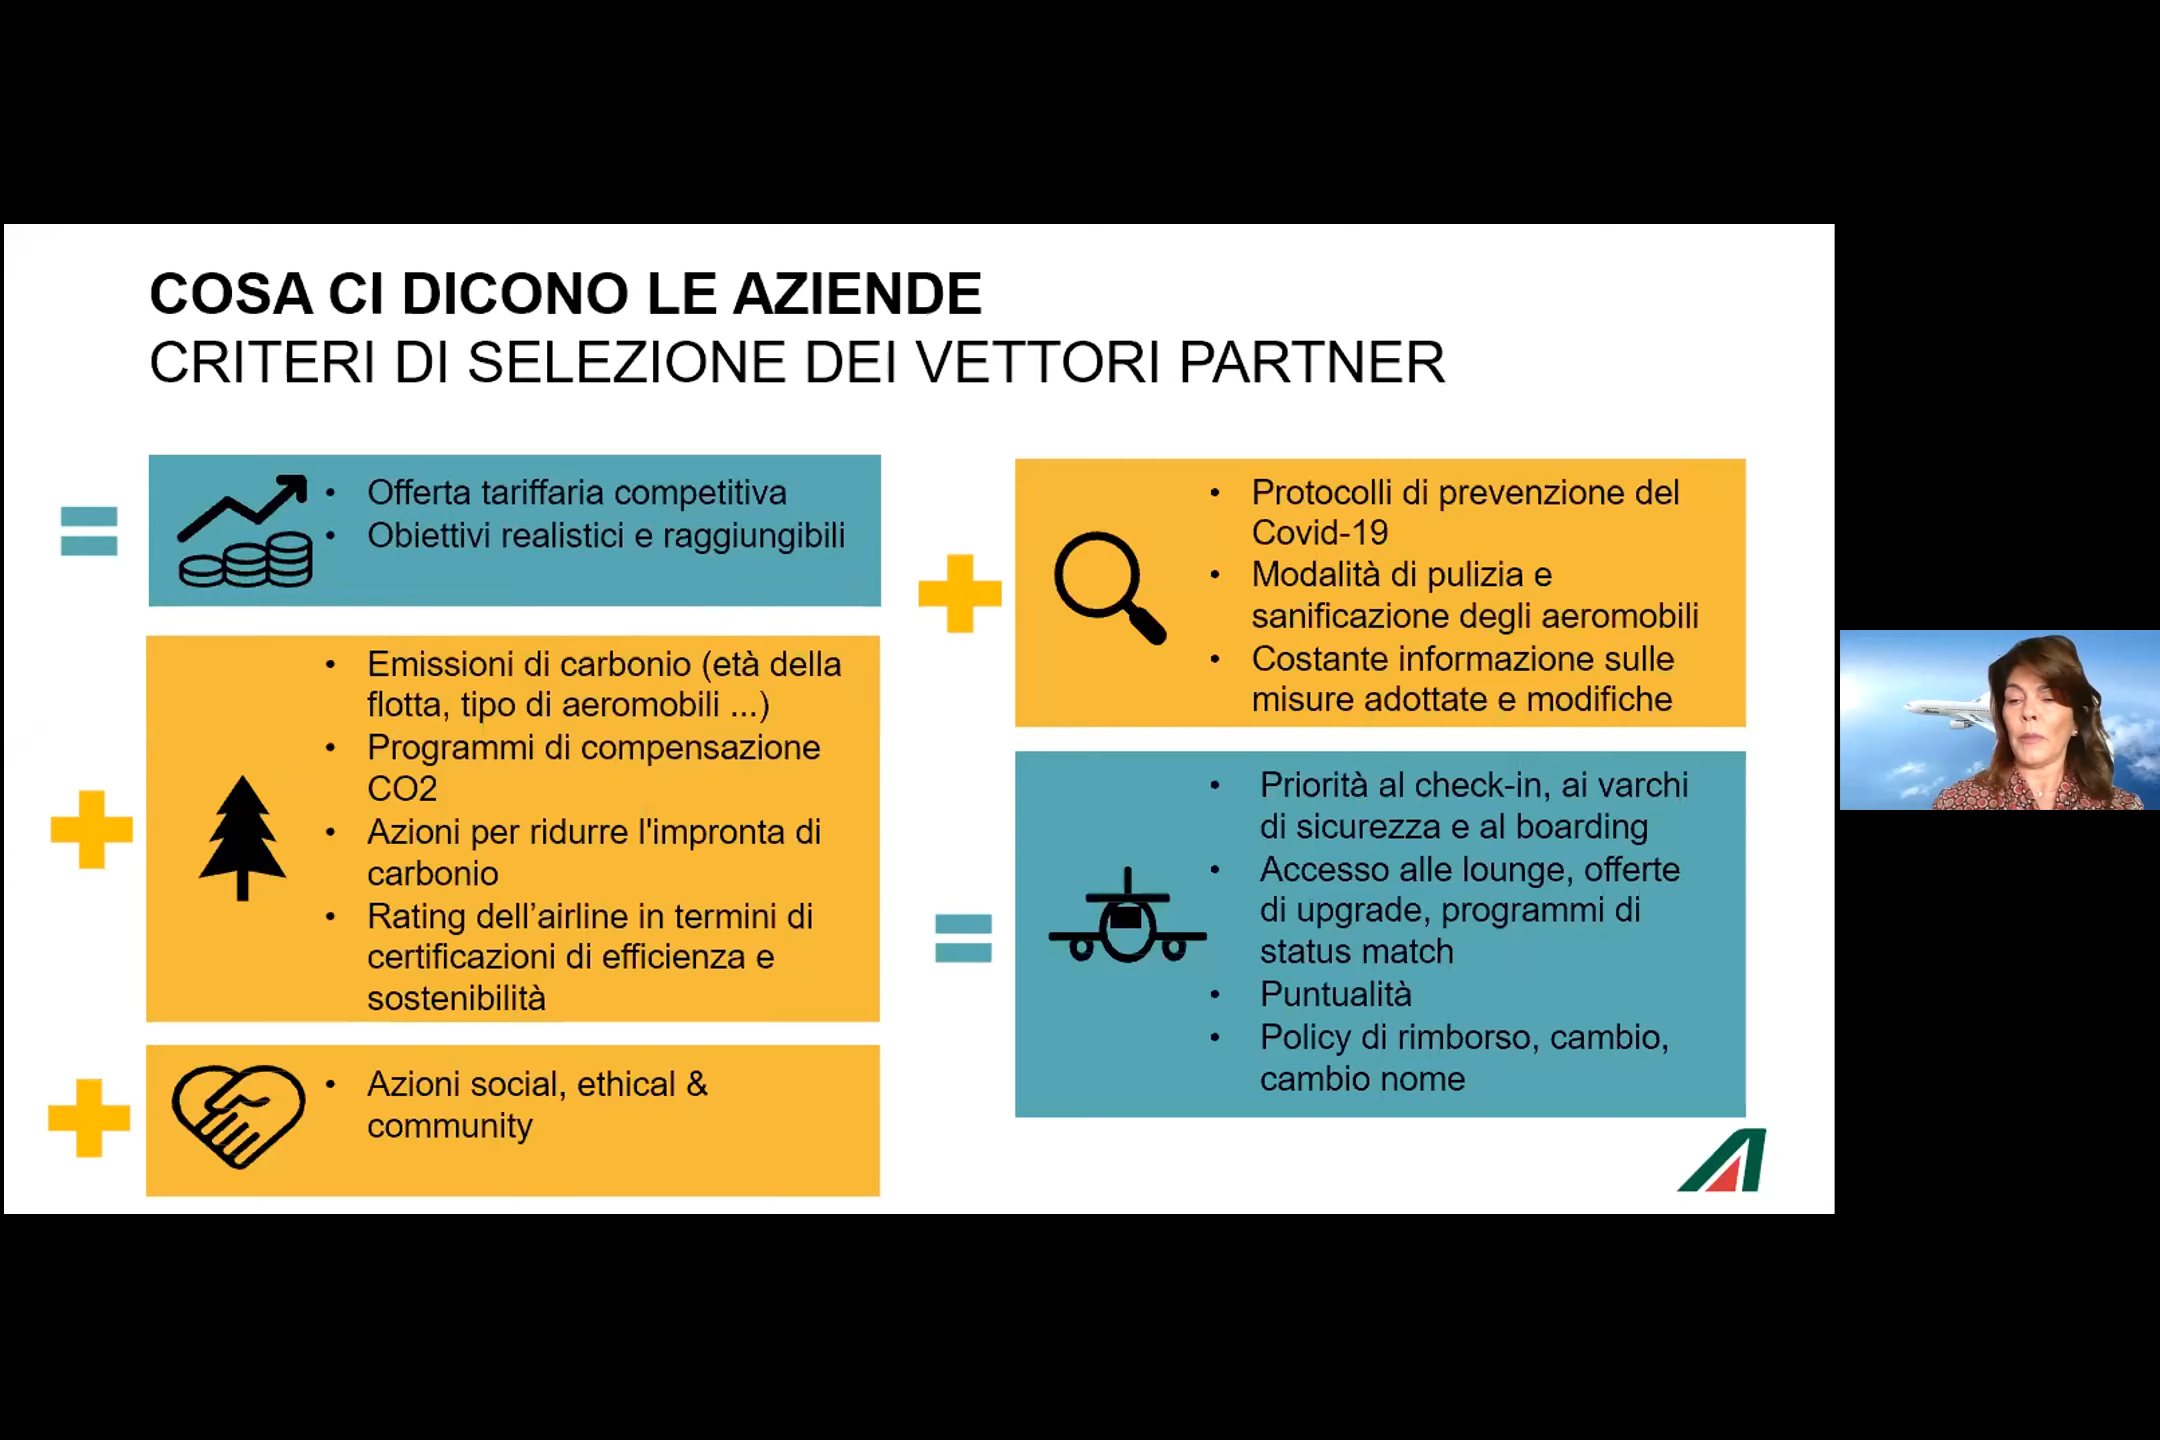 COSA CI DICONO LE AZIENDE
CRITERI DI SELEZIONE DEI VETTORI PARTNER
• Offerta tariffaria competitiva
• Obiettivi realistici e raggiungibili
• Emissioni di carbonio (età della
flotta, tipo di aeromobili ...)
• Programmi di compensazione
CO2
• Azioni per ridurre l'impronta di
carbonio
• Rating dell’airline in termini di
certificazioni di efficienza e
sostenibilità
• Azioni social, ethical &
community
• Protocolli di prevenzione del
Covid-19
• Modalità di pulizia e
sanificazione degli aeromobili
• Costante informazione sulle
misure adottate e modifiche
• Priorità al check-in, ai varchi
di sicurezza e al boarding
• Accesso alle lounge, offerte
di upgrade, programmi di
status match
• Puntualità
• Policy di rimborso, cambio,
cambio nome